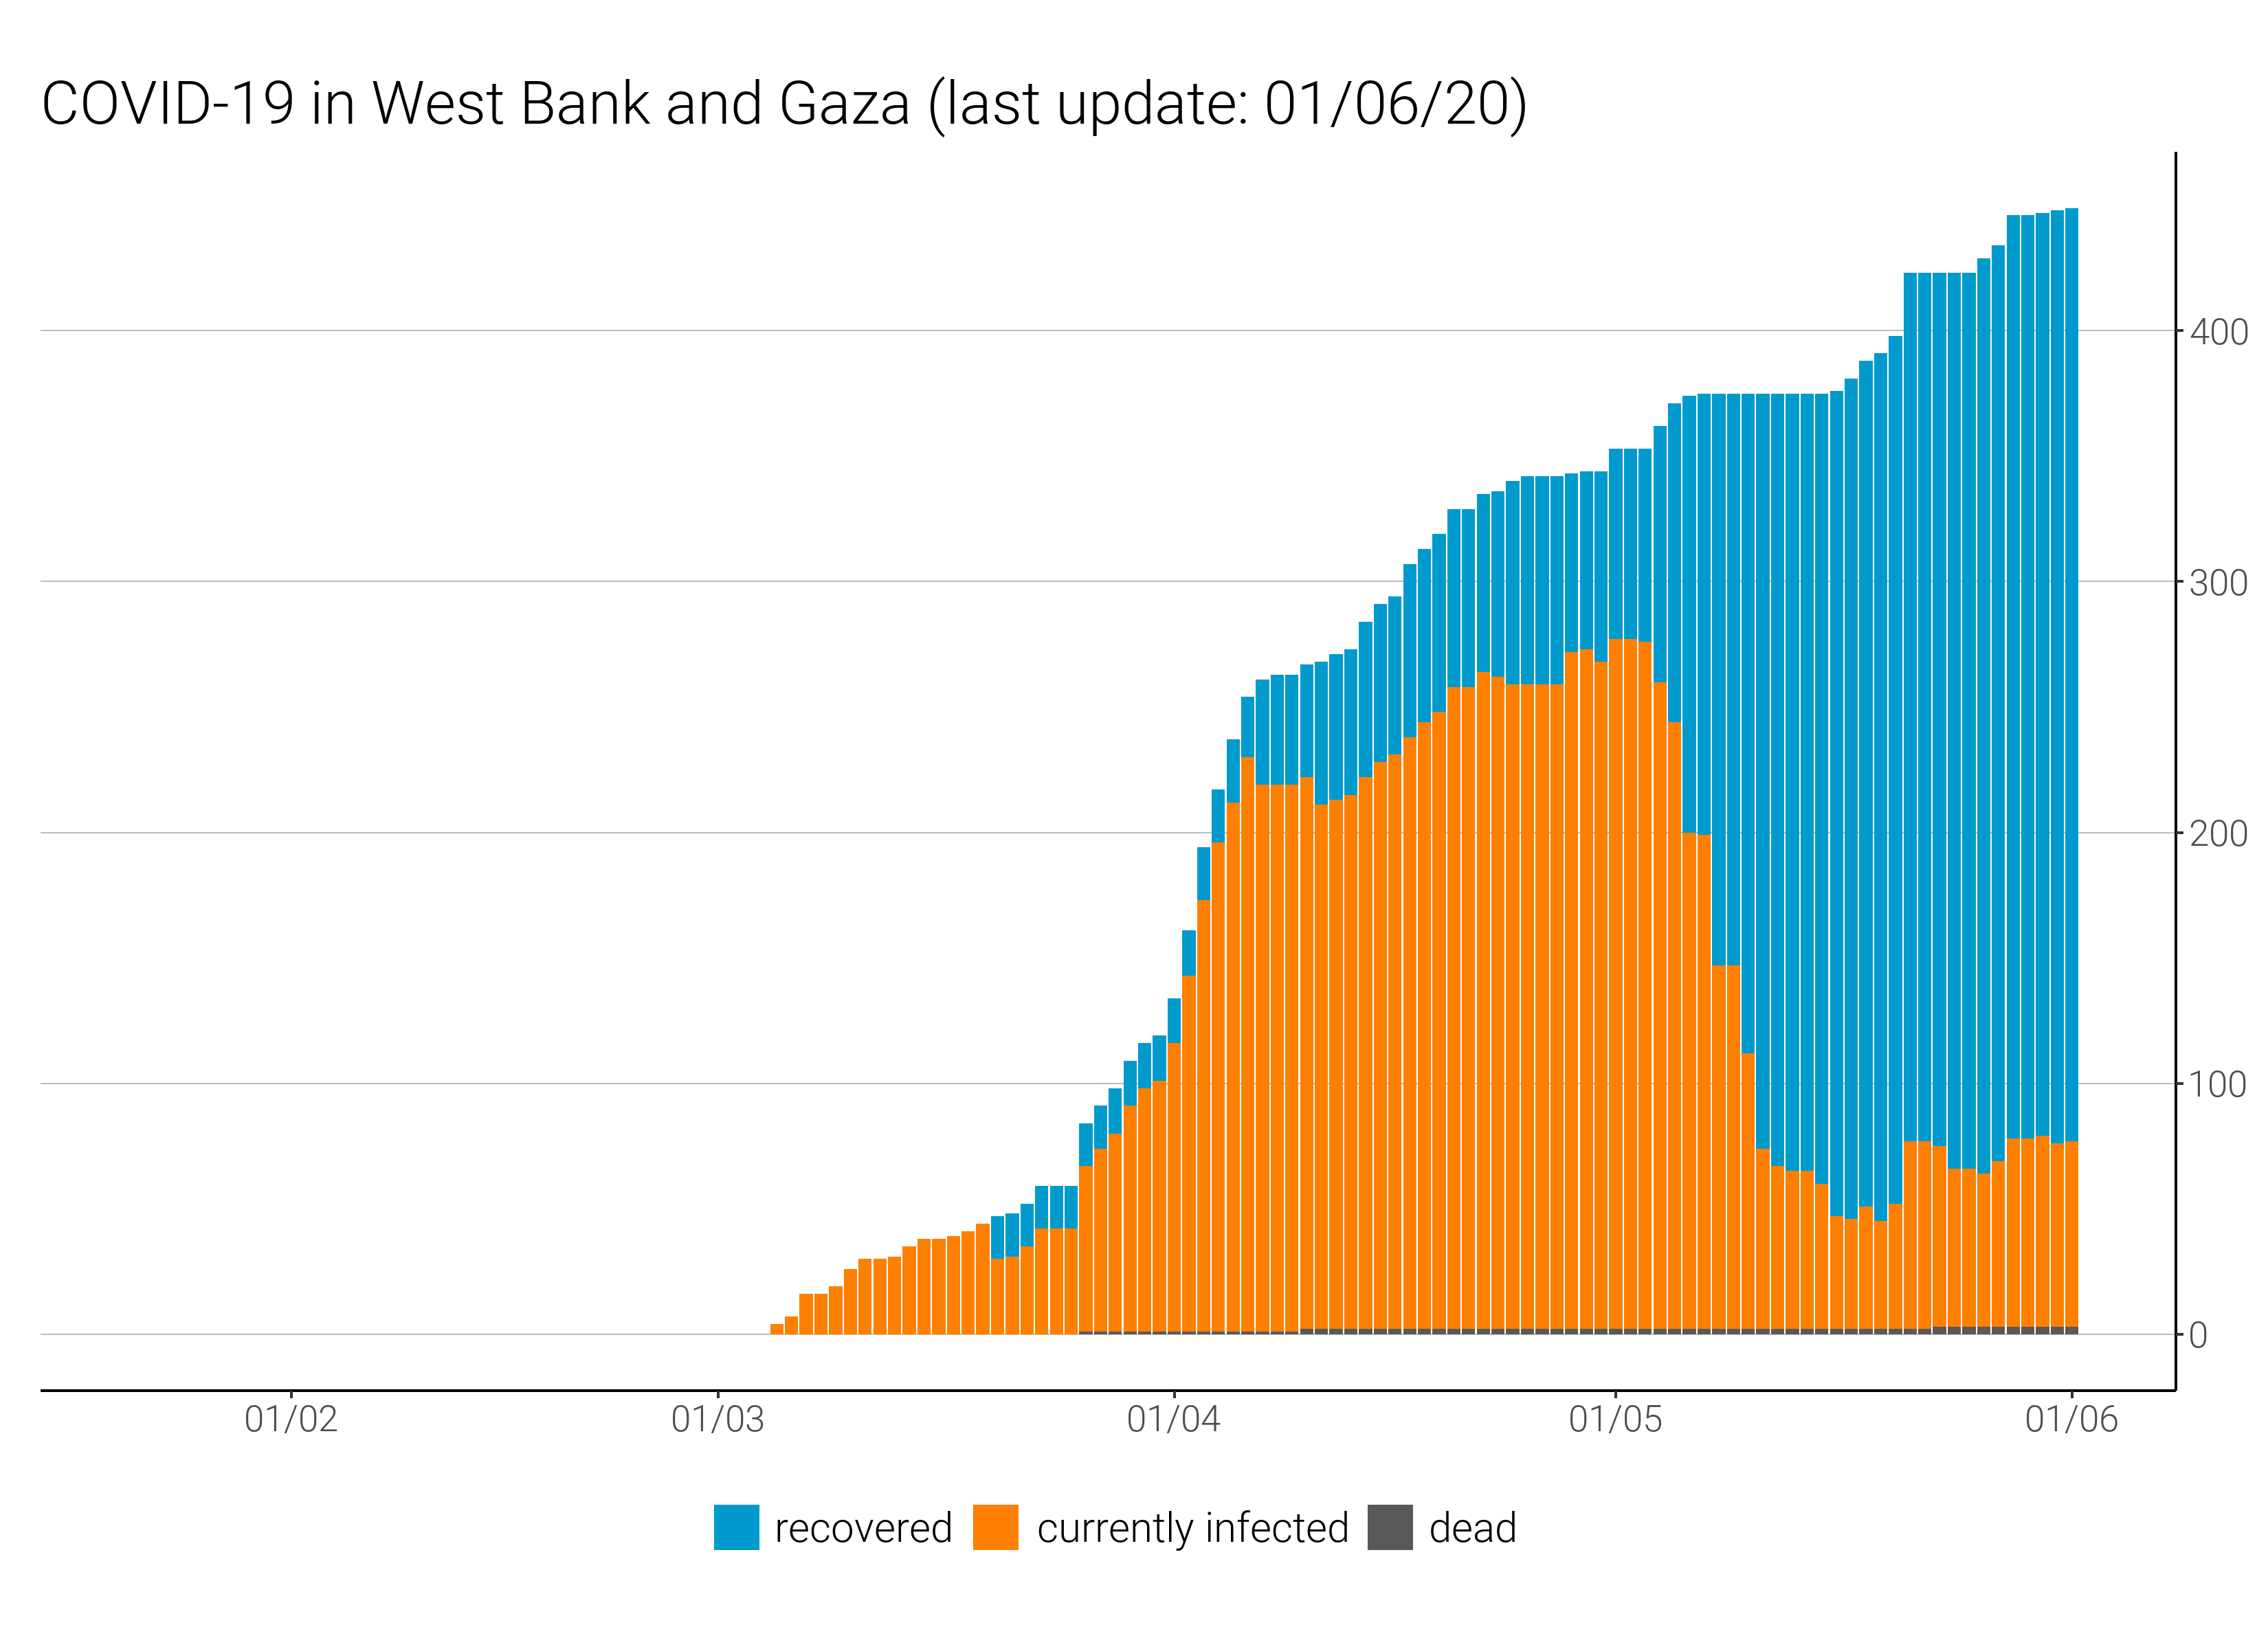 COVID-19 in West Bank and Gaza (last update: 01/06/20)
400
300
200
100
0
01/02 01/03 01/04 01/05 01/06
recovered currently infected dead